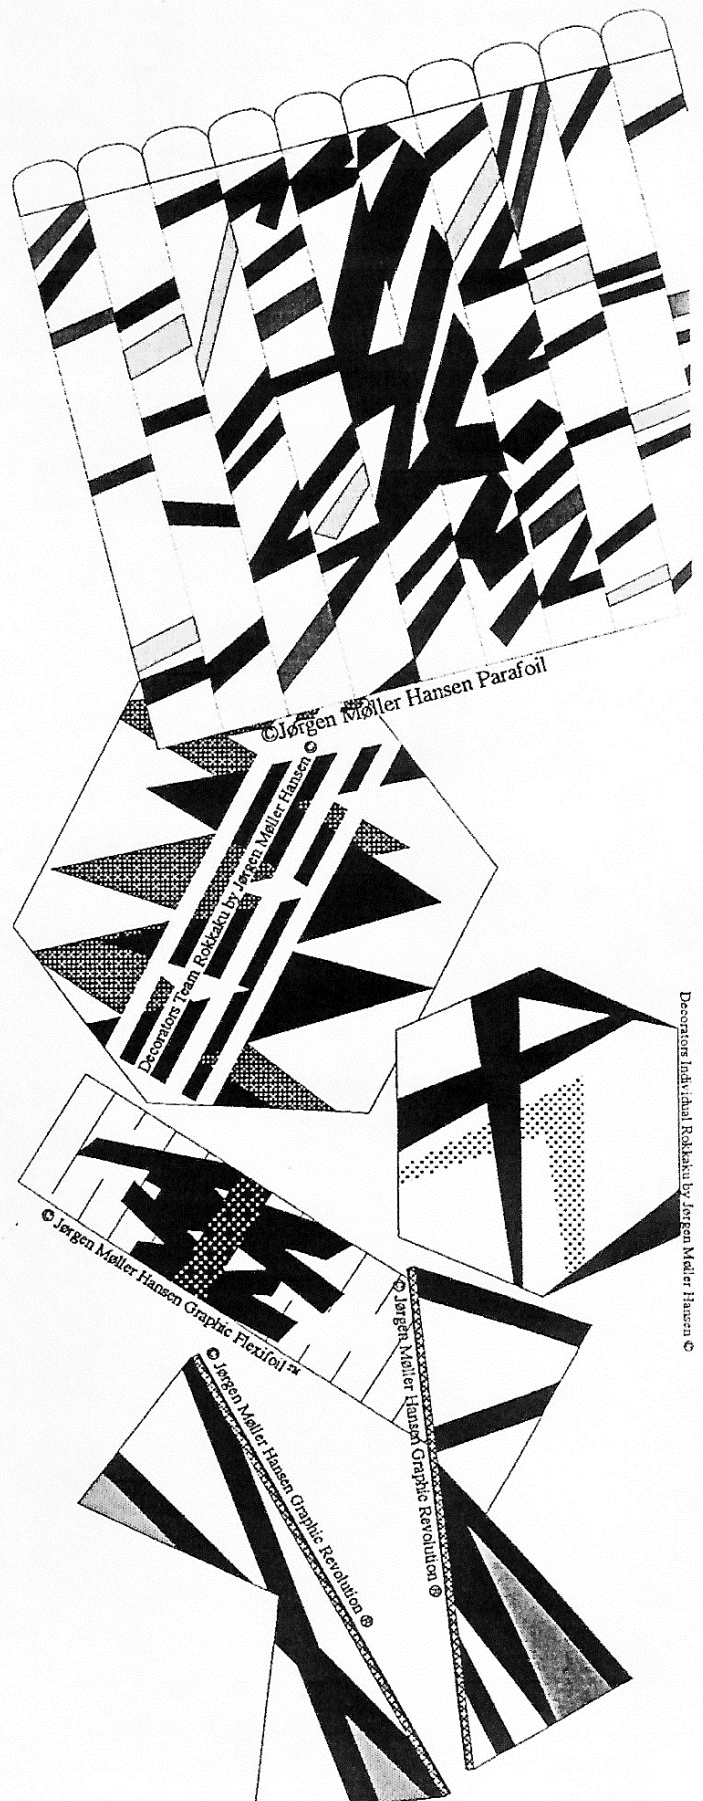 ©Jørgen Møller Hansen Parafoil
Decorators Team Rokkaku by Jørgen Møller Hansen ©
Decorators Individual Rokkaku by Jørgen Møller Hansen ©
© Jørgen Møller Hansen Graphic Flexifoil ™
© Jørgen Møller Hansen Graphic Revolution ®
© Jørgen Møller Hansen Graphic Revolution ®